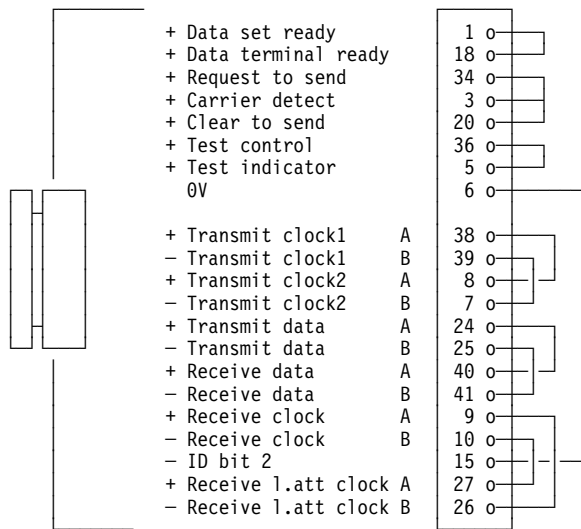 + Data set ready 1 o
+ Data terminal ready 18 o
+ Request to send 34 o
+ Carrier detect 3 o
+ Clear to send 20 o
+ Test control 36 o
+ Test indicator 5 o
0V 6 o
+ Transmit clock1 A 38 o
− Transmit clock1 B 39 o
+ Transmit clock2 A 8 o
− Transmit clock2 B 7 o
+ Transmit data A 24 o
− Transmit data B 25 o
+ Receive data A 40 o
− Receive data B 41 o
+ Receive clock A 9 o
− Receive clock B 10 o
− ID bit 2 15 o
+ Receive l.att clock A 27 o
− Receive l.att clock B 26 o